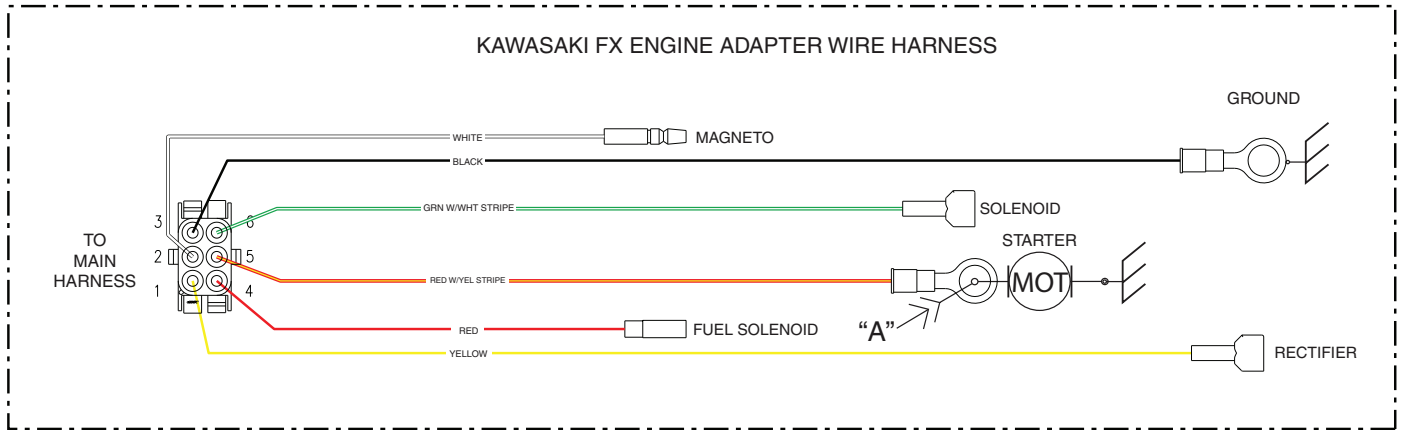 KAWASAKI FX ENGINE ADAPTER WIRE HARNESS
GROUND
WHITE
MAGNETO
BLACK
GRN W/WHT STRIPE
SOLENOID
3
6
TO
MAIN
HARNESS
2
5
STARTER
RED W/YEL STRIPE
MOT
1
4
RED
FUEL SOLENOID
"A"
YELLOW
RECTIFIER